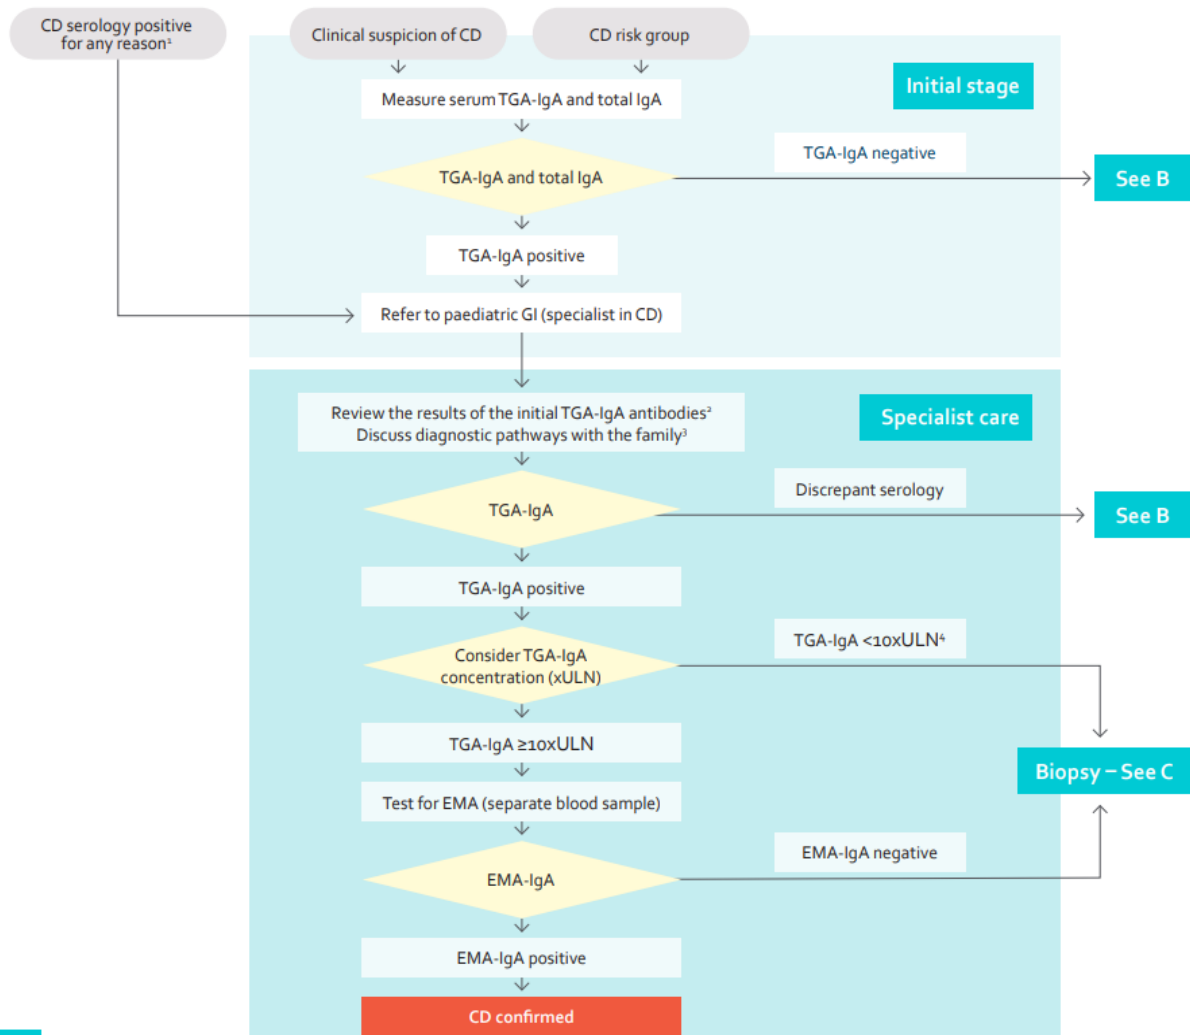 CD serology positive
for any reason¹
Clinical suspicion of CD
CD risk group
Initial stage
Measure serum TGA-IgA and total IgA
TGA-IgA and total IgA
TGA-IgA negative
See B
TGA-IgA positive
Refer to paediatric GI (specialist in CD)
Review the results of the initial TGA-IgA antibodies²
Discuss diagnostic pathways with the family³
Specialist care
TGA-IgA
Discrepant serology
See B
TGA-IgA positive
Consider TGA-IgA
concentration (xULN)
TGA-IgA <10xULN⁴
TGA-IgA ≥10xULN
Biopsy – See C
Test for EMA (separate blood sample)
EMA-IgA
EMA-IgA negative
EMA-IgA positive
CD confirmed